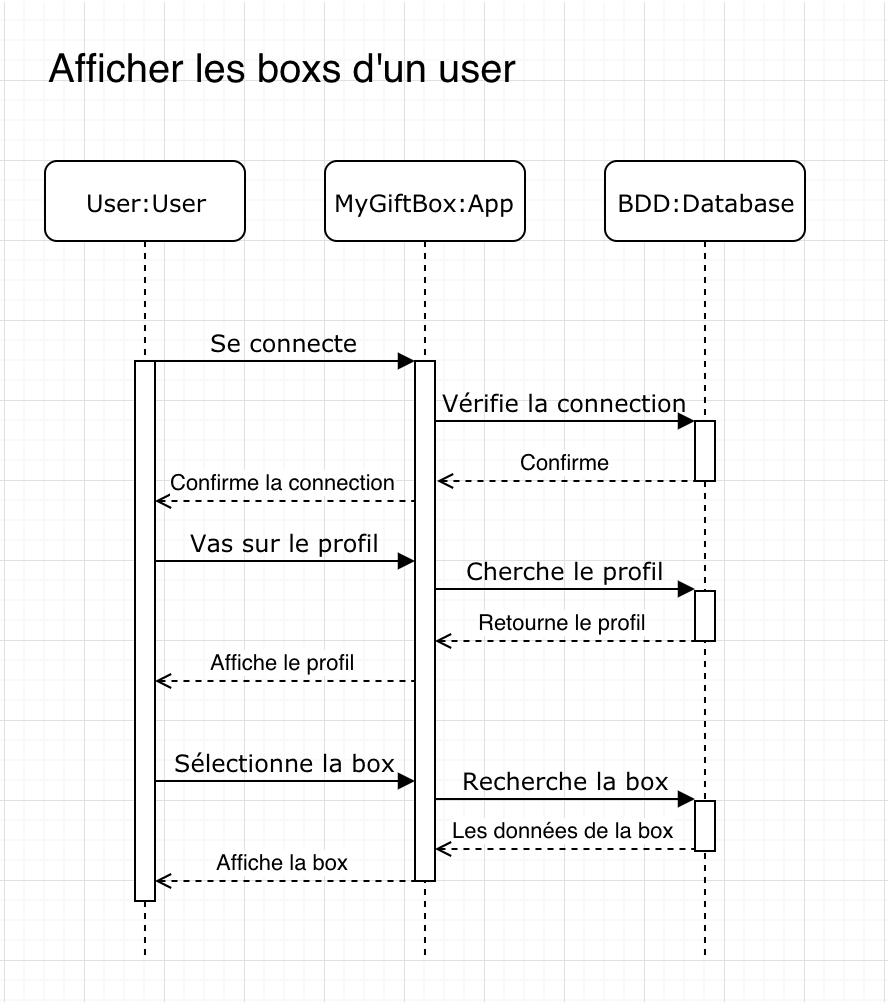 Afficher les boxs d'un user
User:User
MyGiftBox:App
BDD:Database
Se connecte
Vérifie la connection
Confirme
Confirme la connection
Vas sur le profil
Cherche le profil
Retourne le profil
Affiche le profil
Sélectionne la box
Recherche la box
Les données de la box
Affiche la box